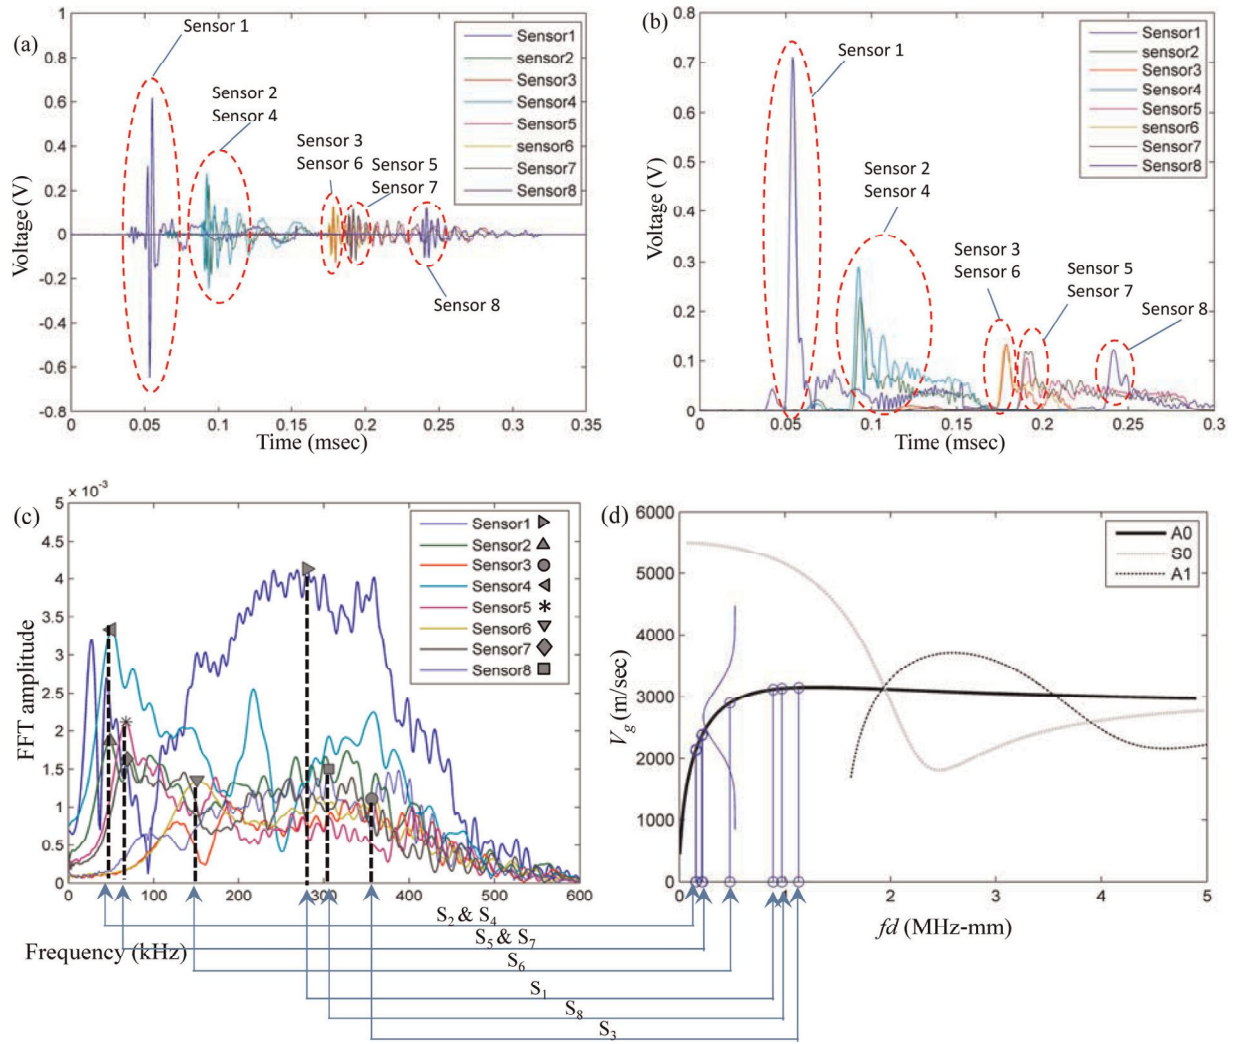 (a)
Sensor 1
Sensor 2
Sensor 4
Sensor 3
Sensor 6
Sensor 5
Sensor 7
Sensor 8
Sensor1
sensor2
Sensor3
Sensor4
Sensor5
sensor6
Sensor7
Sensor8
1
0.8
0.6
0.4
0.2
0
-0.2
-0.4
-0.6
-0.8
Voltage (V)
0 0.05 0.1 0.15 0.2 0.25 0.3 0.35
Time (msec)
(b)
Sensor 1
Sensor 2
Sensor 4
Sensor 3
Sensor 6
Sensor 5
Sensor 7
Sensor 8
Sensor1
sensor2
Sensor3
Sensor4
Sensor5
sensor6
Sensor7
Sensor8
0.8
0.7
0.6
0.5
0.4
0.3
0.2
0.1
0
Voltage (V)
0 0.05 0.1 0.15 0.2 0.25 0.3
Time (msec)
(c)
× 10⁻³
5
4.5
4
3.5
3
2.5
2
1.5
1
0.5
0
FFT amplitude
Sensor1
Sensor2
Sensor3
Sensor4
Sensor5
Sensor6
Sensor7
Sensor8
0 100 200 300 400 500 600
Frequency (kHz)
(d)
6000
5000
4000
3000
2000
1000
0
Vg (m/sec)
A0
S0
A1
0 1 2 3 4 5
fd (MHz-mm)
S₂ & S₄
S₅ & S₇
S₆
S₁
S₈
S₃